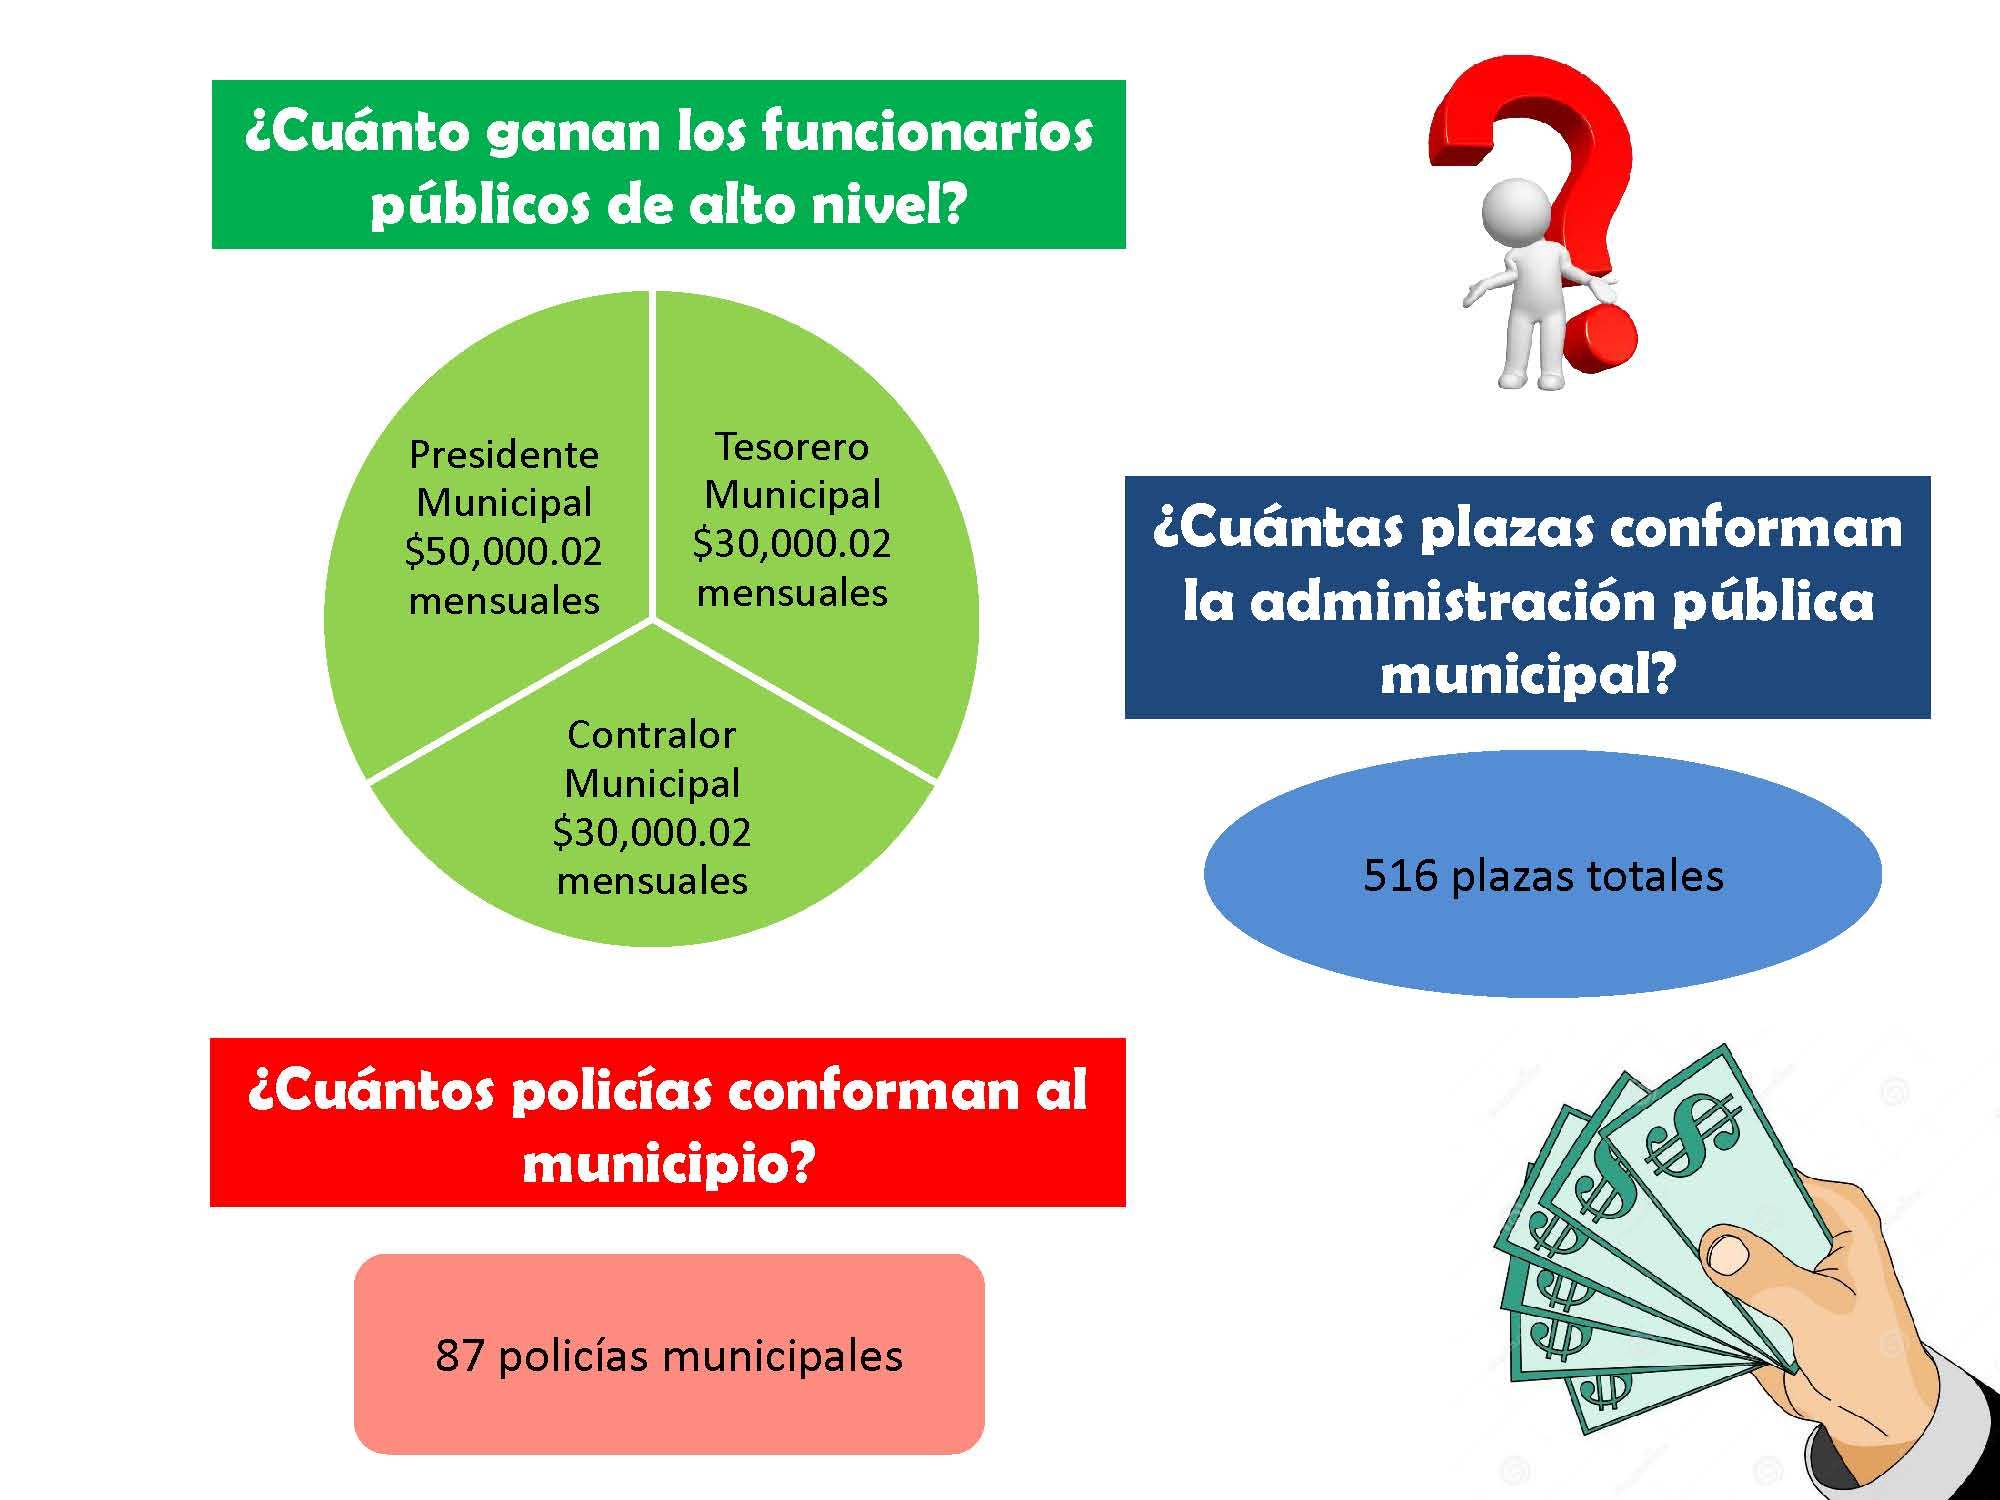 ¿Cuánto ganan los funcionarios
públicos de alto nivel?
Presidente
Municipal
$50,000.02
mensuales
Tesorero
Municipal
$30,000.02
mensuales
Contralor
Municipal
$30,000.02
mensuales
¿Cuántas plazas conforman
la administración pública
municipal?
516 plazas totales
¿Cuántos policías conforman al
municipio?
87 policías municipales